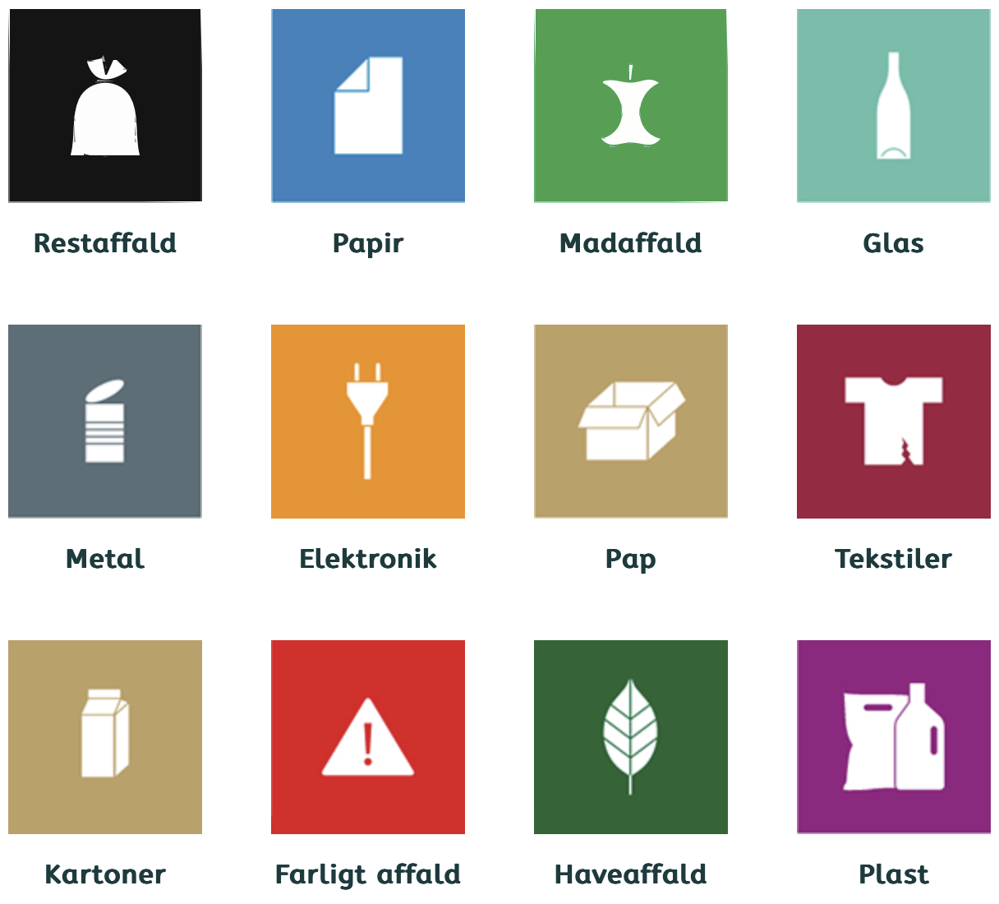 Restaffald
Papir
Madaffald
Glas
Metal
Elektronik
Pap
Tekstiler
Kartoner
Farligt affald
Haveaffald
Plast